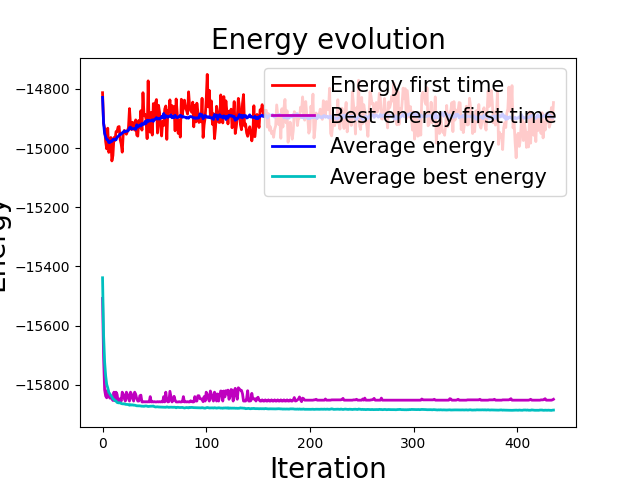 Energy evolution
Energy first time
Best energy first time
Average energy
Average best energy
−14800
−15000
−15200
−15400
−15600
−15800
Energy
0 100 200 300 400
Iteration